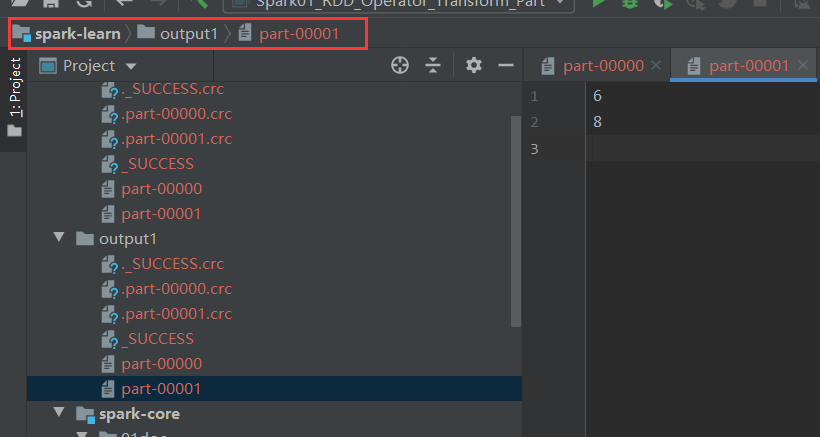 Spark01_RDD_Operator_Transform_Part
spark-learn output1 part-00001
1: Project
Project
._SUCCESS.crc
.part-00000.crc
.part-00001.crc
_SUCCESS
part-00000
part-00001
output1
._SUCCESS.crc
.part-00000.crc
.part-00001.crc
_SUCCESS
part-00000
part-00001
spark-core
part-00000 part-00001
1 6
2 8
3